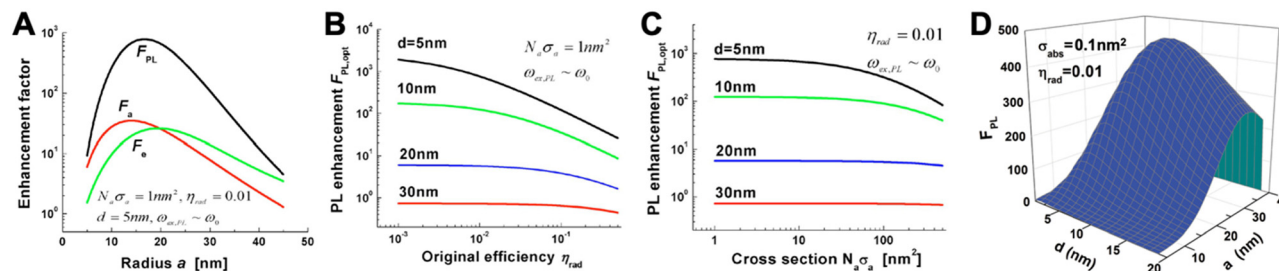 A
Enhancement factor
10³
10²
10¹
10⁰
F_PL
F_a
F_e
N_aσ_a = 1nm², η_rad = 0.01
d = 5nm, ω_ex,PL ~ ω_0
0 10 20 30 40 50
Radius a [nm]
B
PL enhancement F_PL,opt
10⁴
10³
10²
10¹
10⁰
d=5nm
10nm
20nm
30nm
N_aσ_a = 1nm²
ω_ex,PL ~ ω_0
10⁻³ 10⁻² 10⁻¹
Original efficiency η_rad
C
PL enhancement F_PL,opt
10³
10²
10¹
10⁰
d=5nm
10nm
20nm
30nm
η_rad = 0.01
ω_ex,PL ~ ω_0
1 10 100
Cross section N_aσ_a [nm²]
D
F_PL
500
400
300
200
100
0
σ_abs=0.1nm²
η_rad=0.01
5 10 15 20
d (nm)
10 20 30 40
a (nm)